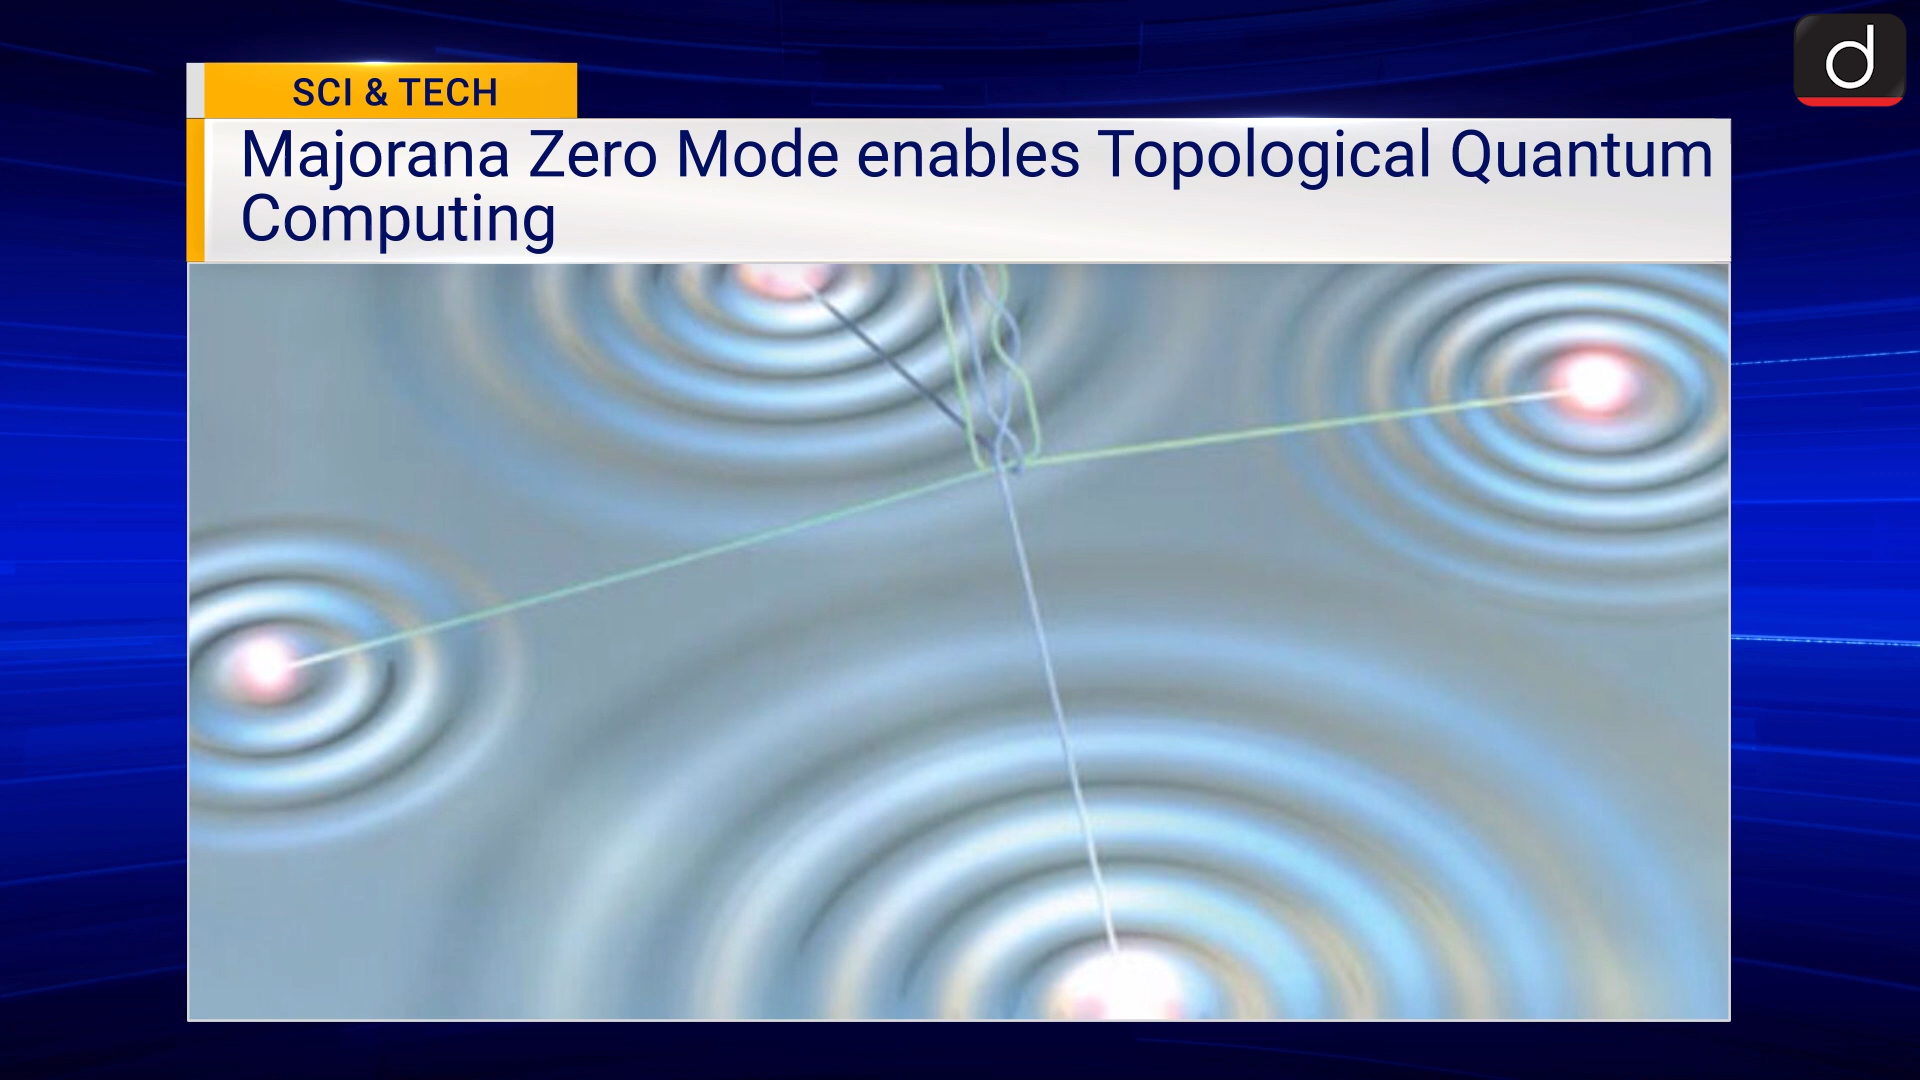 SCI & TECH
d
Majorana Zero Mode enables Topological Quantum
Computing